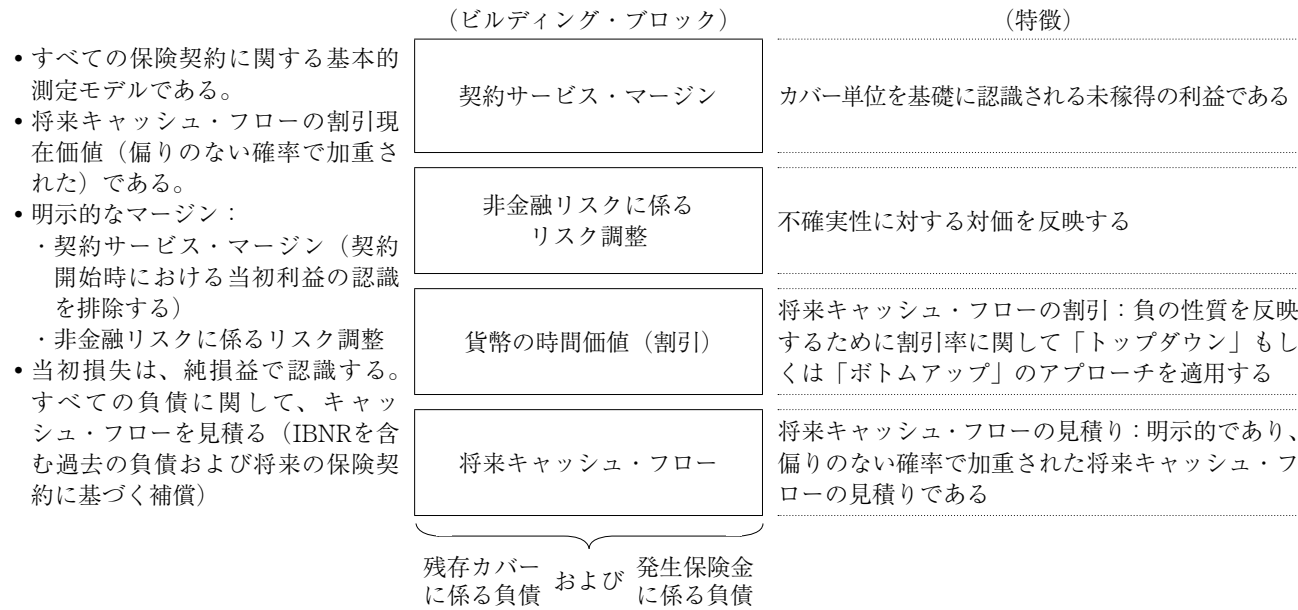 （ビルディング・ブロック）
（特徴）
• すべての保険契約に関する基本的
測定モデルである。
• 将来キャッシュ・フローの割引現
在価値（偏りのない確率で加重さ
れた）である。
• 明示的なマージン：
・契約サービス・マージン（契約
開始時における当初利益の認識
を排除する）
・非金融リスクに係るリスク調整
• 当初損失は、純損益で認識する。
すべての負債に関して、キャッ
シュ・フローを見積る（IBNRを含
む過去の負債および将来の保険契
約に基づく補償）
契約サービス・マージン
カバー単位を基礎に認識される未稼得の利益である
非金融リスクに係る
リスク調整
不確実性に対する対価を反映する
貨幣の時間価値（割引）
将来キャッシュ・フローの割引：負の性質を反映
するために割引率に関して「トップダウン」もし
くは「ボトムアップ」のアプローチを適用する
将来キャッシュ・フロー
将来キャッシュ・フローの見積り：明示的であり、
偏りのない確率で加重された将来キャッシュ・フ
ローの見積りである
残存カバー
に係る負債
および
発生保険金
に係る負債